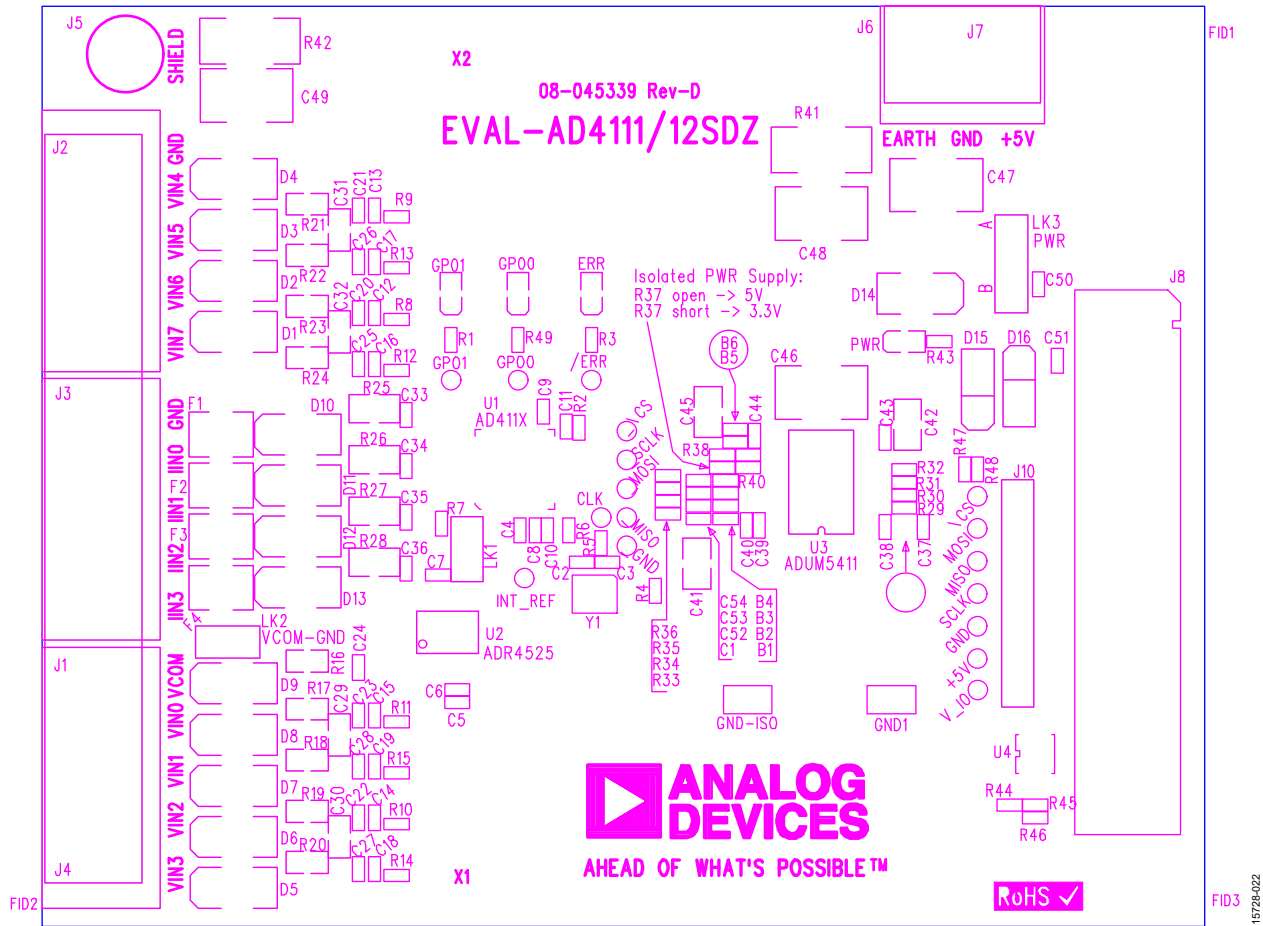 J5
SHIELD
R42
C49
X2
08-045339 Rev-D
EVAL-AD4111/12SDZ
J6
J7
FID1
EARTH GND +5V
R41
C47
C48
LK3
PWR
A
B
C50
J8
J2
GND
VIN4
VIN5
VIN6
VIN7
D4
D3
D2
D1
R21
R22
R23
R24
C31
C32
C21
C13
C26
C17
C20
C12
C25
C16
R9
R13
R8
R12
GPO1
GPO0
ERR
R1
R49
R3
GPO1
GPO0
/ERR
Isolated PWR Supply:
R37 open -> 5V
R37 short -> 3.3V
B6
B5
D14
PWR
R43
D15
D16
C51
C46
C45
C44
C43
C42
J3
GND
IIN0
IIN1
IIN2
IIN3
F1
F2
F3
F4
D10
D11
D12
D13
R25
R26
R27
R28
C33
C34
C35
C36
U1
AD411X
C9
C11
R2
/CS
SCLK
MOSI
MISO
GND
CLK
R38
R40
R7
LK1
C7
C4
C8
C10
R6
R5
C2
C3
INT_REF
Y1
R4
C41
C40
C39
U3
ADUM5411
R32
R31
R30
R29
C38
C37
R47
R48
J10
/CS
MOSI
MISO
SCLK
GND
+5V
V_IO
R36
R35
R34
R33
C54 B4
C53 B3
C52 B2
C1 B1
LK2
VCOM-GND
U2
ADR4525
C6
C5
GND-ISO
GND1
J1
J4
VCOM
VIN0
VIN1
VIN2
VIN3
D9
D8
D7
D6
D5
R16
R17
R18
R19
R20
C24
C29
C30
C23
C15
C28
C19
C22
C14
C27
C18
R11
R15
R10
R14
U4
R44
R45
R46
ANALOG
DEVICES
AHEAD OF WHAT'S POSSIBLE™
X1
RoHS ✓
FID2
FID3
15728-022